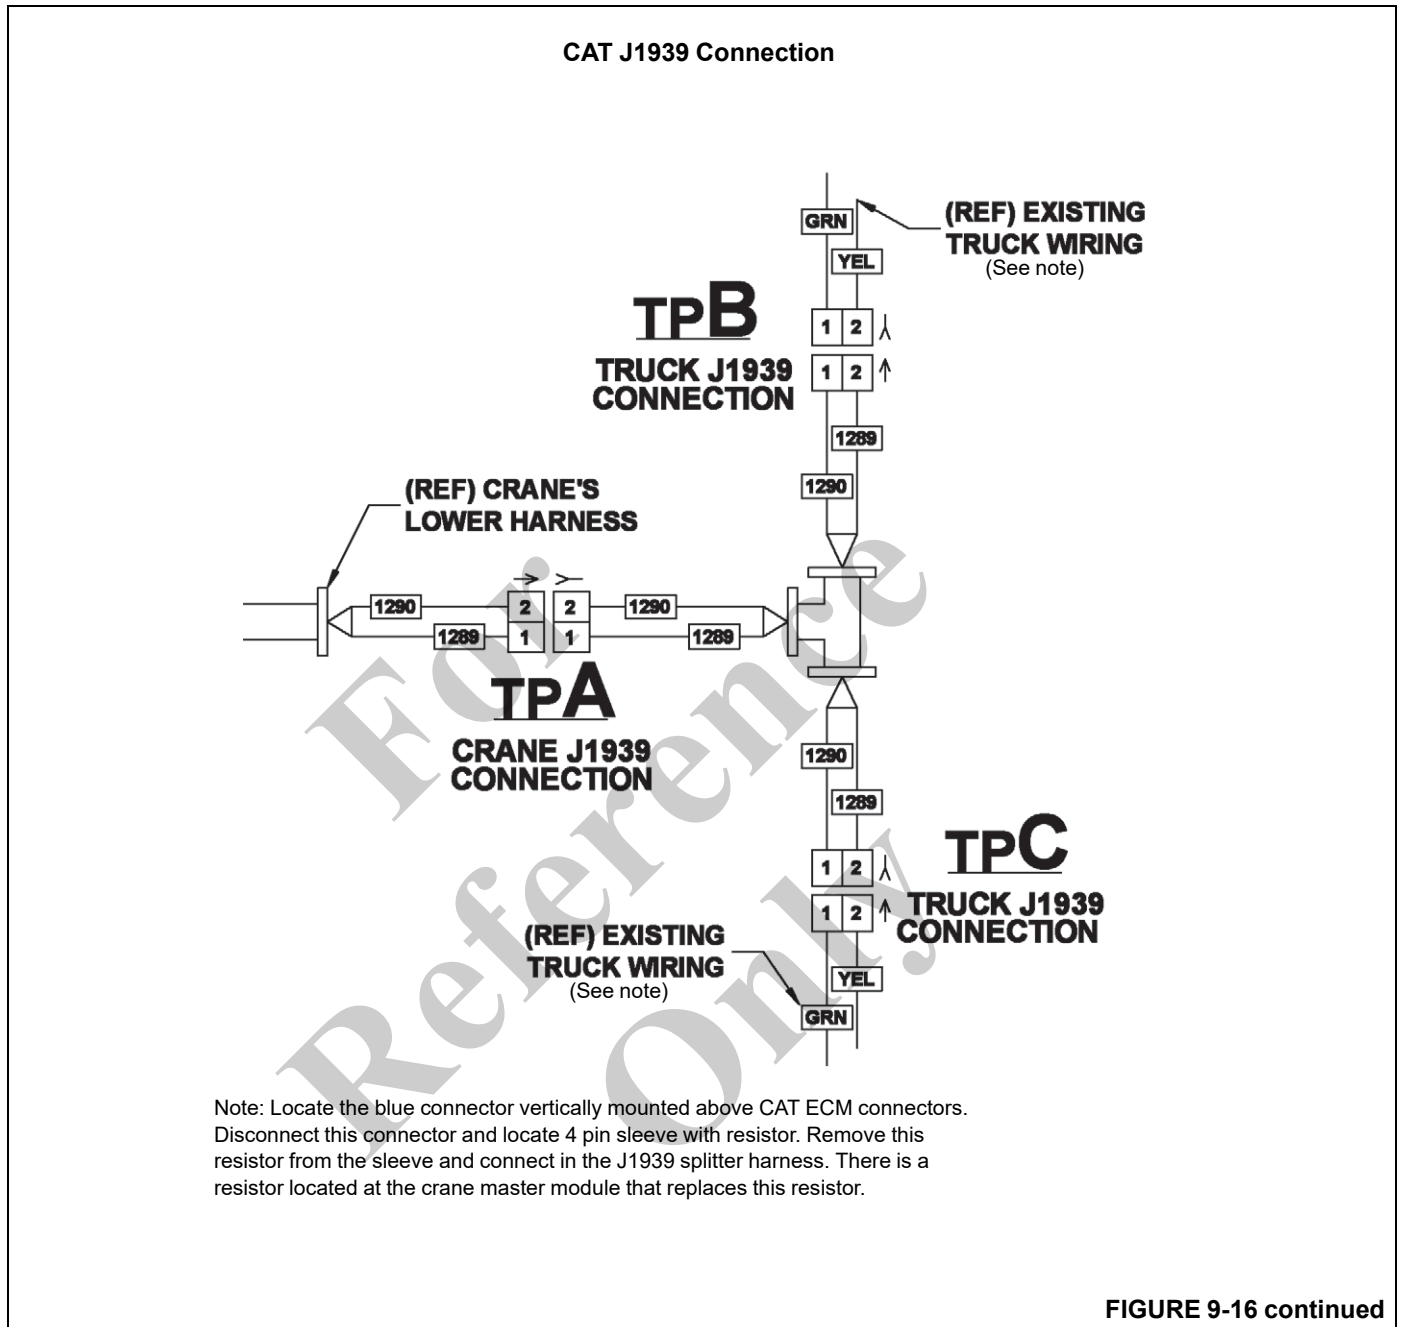 CAT J1939 Connection
GRN
(REF) EXISTING
TRUCK WIRING
(See note)
YEL
TPB
TRUCK J1939
CONNECTION
1 2
1 2
1289
1290
(REF) CRANE'S
LOWER HARNESS
1290 2 2 1290
1289 1 1 1289
TPA
CRANE J1939
CONNECTION
1290
1289
TPC
TRUCK J1939
CONNECTION
1 2
1 2
(REF) EXISTING
TRUCK WIRING
(See note)
YEL
GRN
For
Reference
Only
Note: Locate the blue connector vertically mounted above CAT ECM connectors.
Disconnect this connector and locate 4 pin sleeve with resistor. Remove this
resistor from the sleeve and connect in the J1939 splitter harness. There is a
resistor located at the crane master module that replaces this resistor.
FIGURE 9-16 continued